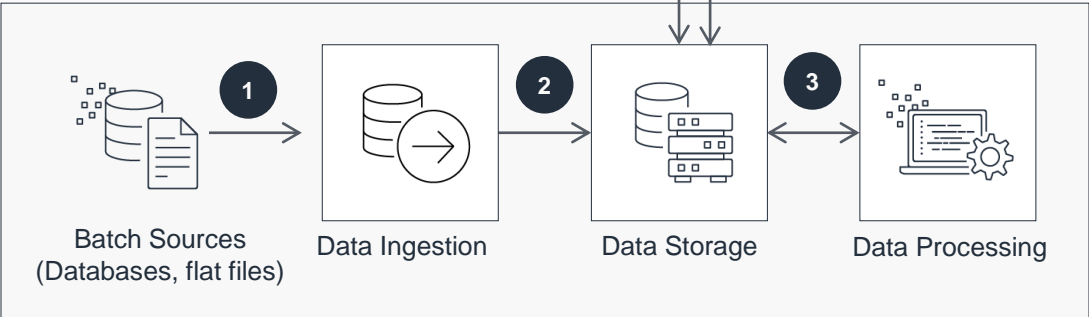 1
2
3
Batch Sources
(Databases, flat files)
Data Ingestion
Data Storage
Data Processing